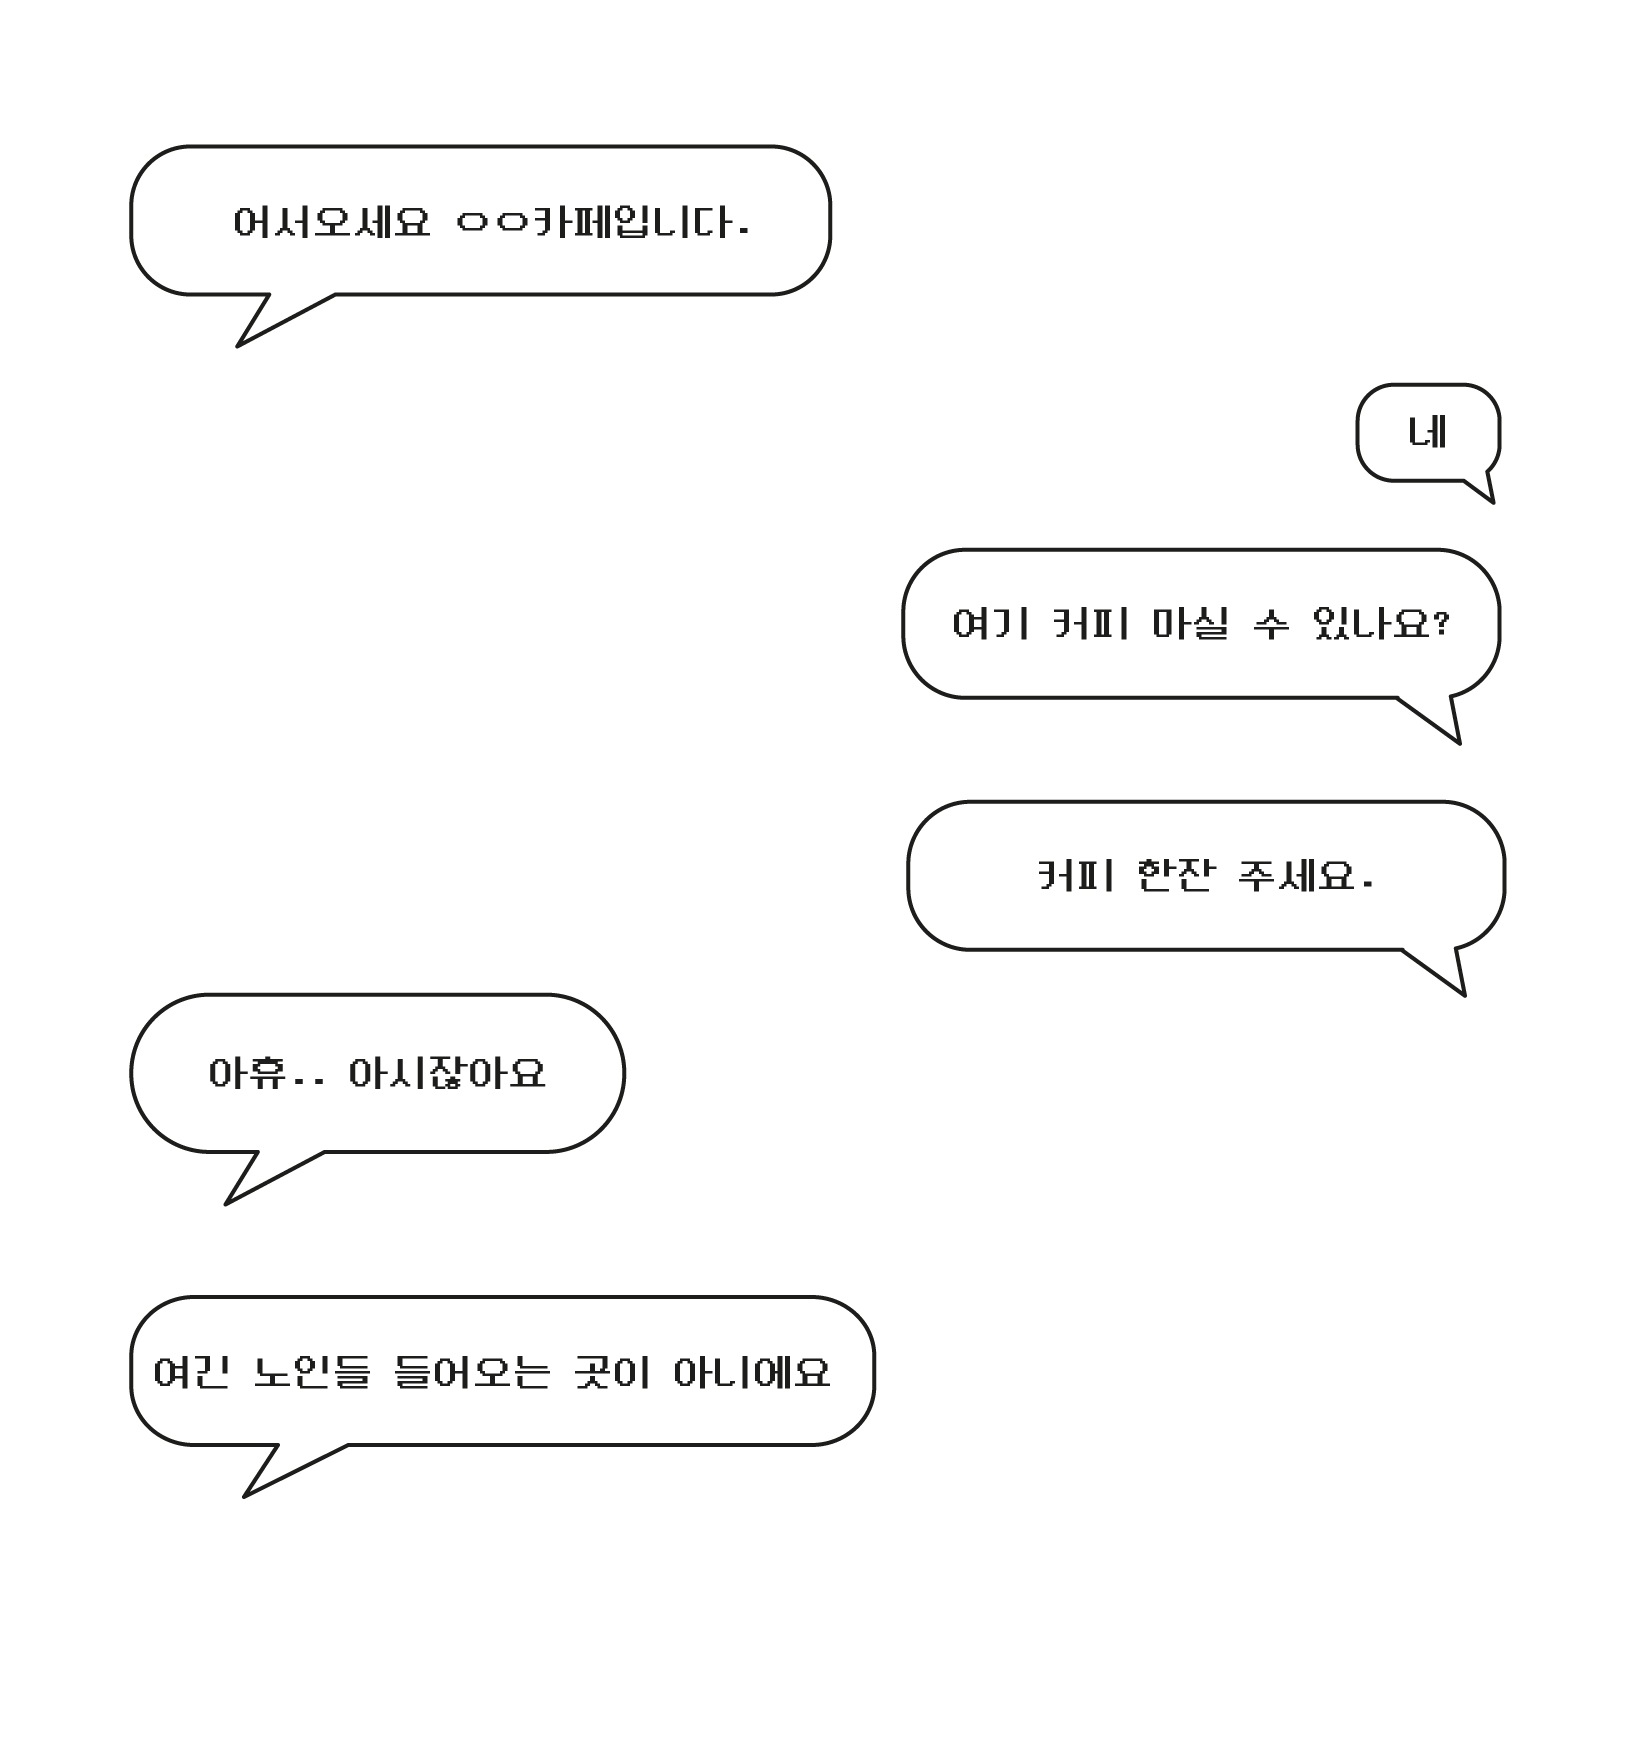 어서오세요 ㅇㅇ카페입니다.
네
여기 커피 마실 수 있나요?
커피 한잔 주세요.
아휴.. 아시잖아요
여긴 노인들 들어오는 곳이 아니에요